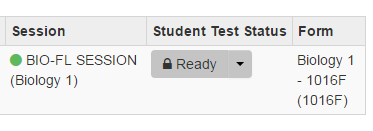 Session Student Test Status Form
BIO-FL SESSION Ready Biology 1
(Biology 1) - 1016F
(1016F)